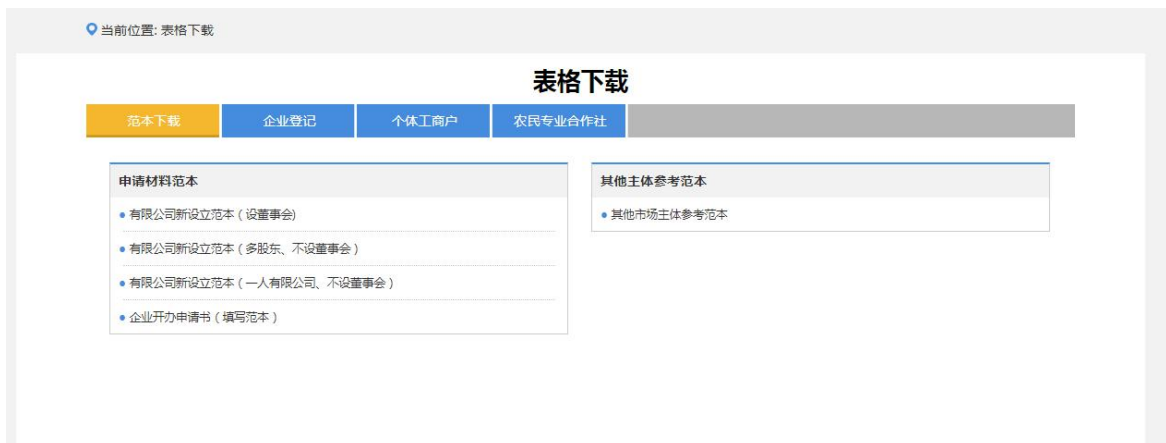 当前位置: 表格下载
表格下载
范本下载 企业登记 个体工商户 农民专业合作社
申请材料范本
有限公司新设立范本（设董事会)
有限公司新设立范本（多股东、不设董事会）
有限公司新设立范本（一人有限公司、不设董事会）
企业开办申请书（填写范本）
其他主体参考范本
其他市场主体参考范本